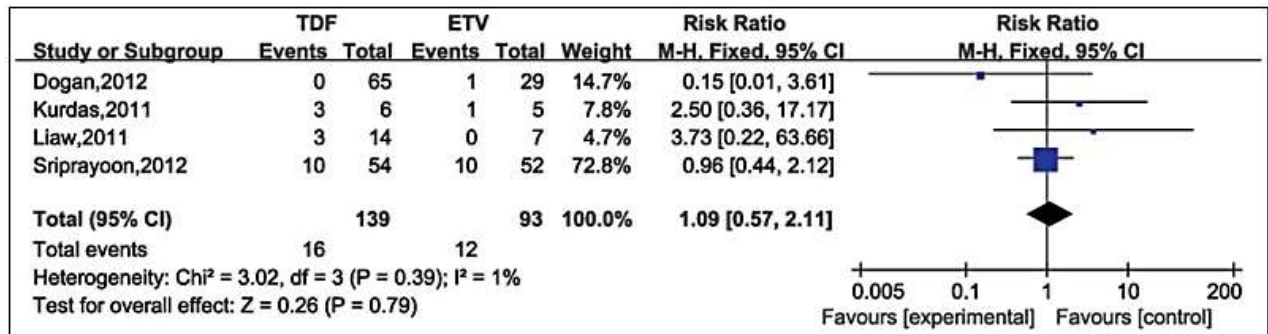 TDF ETV Risk Ratio Risk Ratio
Study or Subgroup Events Total Events Total Weight M-H, Fixed, 95% CI M-H, Fixed, 95% CI
Dogan,2012 0 65 1 29 14.7% 0.15 [0.01, 3.61]
Kurdas,2011 3 6 1 5 7.8% 2.50 [0.36, 17.17]
Liaw,2011 3 14 0 7 4.7% 3.73 [0.22, 63.66]
Sriprayoon,2012 10 54 10 52 72.8% 0.96 [0.44, 2.12]
Total (95% CI) 139 93 100.0% 1.09 [0.57, 2.11]
Total events 16 12
Heterogeneity: Chi² = 3.02, df = 3 (P = 0.39); I² = 1%
Test for overall effect: Z = 0.26 (P = 0.79)
0.005 0.1 1 10 200
Favours [experimental] Favours [control]